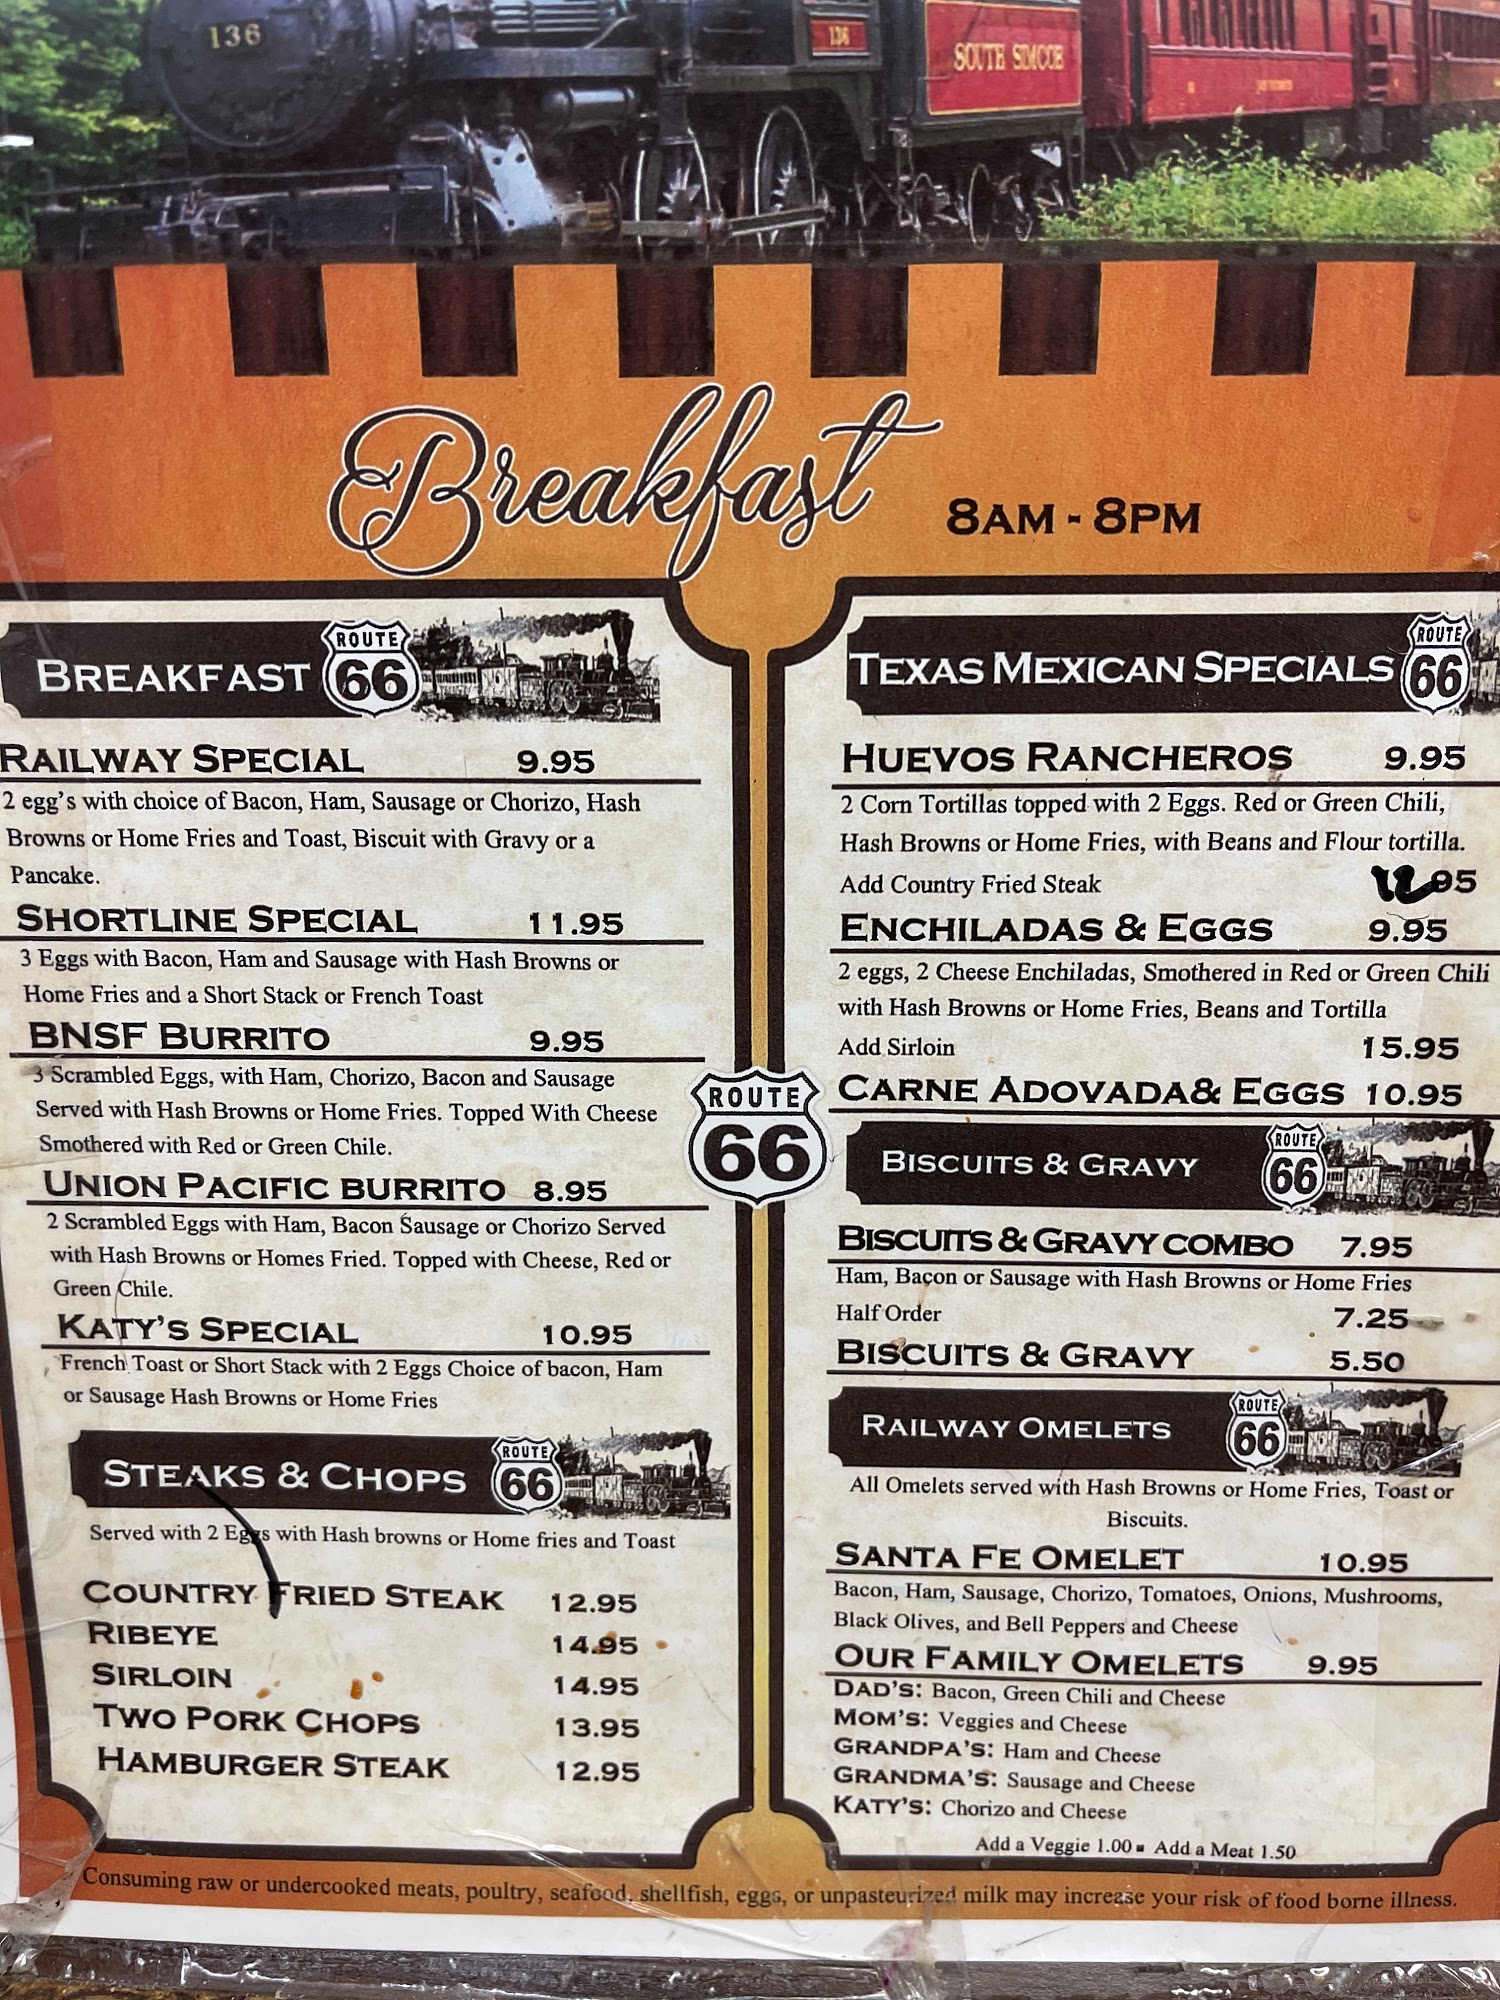 136
136
SOUTH SIMCOE
Breakfast 8AM - 8PM
BREAKFAST ROUTE 66
RAILWAY SPECIAL 9.95
2 egg's with choice of Bacon, Ham, Sausage or Chorizo, Hash
Browns or Home Fries and Toast, Biscuit with Gravy or a
Pancake.
SHORTLINE SPECIAL 11.95
3 Eggs with Bacon, Ham and Sausage with Hash Browns or
Home Fries and a Short Stack or French Toast
BNSF BURRITO 9.95
3 Scrambled Eggs, with Ham, Chorizo, Bacon and Sausage
Served with Hash Browns or Home Fries. Topped With Cheese
Smothered with Red or Green Chile.
UNION PACIFIC BURRITO 8.95
2 Scrambled Eggs with Ham, Bacon Sausage or Chorizo Served
with Hash Browns or Homes Fried. Topped with Cheese, Red or
Green Chile.
KATY'S SPECIAL 10.95
French Toast or Short Stack with 2 Eggs Choice of bacon, Ham
or Sausage Hash Browns or Home Fries
STEAKS & CHOPS ROUTE 66
Served with 2 Eggs with Hash browns or Home fries and Toast
COUNTRY FRIED STEAK 12.95
RIBEYE 14.95
SIRLOIN 14.95
TWO PORK CHOPS 13.95
HAMBURGER STEAK 12.95
ROUTE 66
TEXAS MEXICAN SPECIALS ROUTE 66
HUEVOS RANCHEROS 9.95
2 Corn Tortillas topped with 2 Eggs. Red or Green Chili,
Hash Browns or Home Fries, with Beans and Flour tortilla.
Add Country Fried Steak 12.95
ENCHILADAS & EGGS 9.95
2 eggs, 2 Cheese Enchiladas, Smothered in Red or Green Chili
with Hash Browns or Home Fries, Beans and Tortilla
Add Sirloin 15.95
CARNE ADOVADA& EGGS 10.95
BISCUITS & GRAVY ROUTE 66
BISCUITS & GRAVY COMBO 7.95
Ham, Bacon or Sausage with Hash Browns or Home Fries
Half Order 7.25
BISCUITS & GRAVY 5.50
RAILWAY OMELETS ROUTE 66
All Omelets served with Hash Browns or Home Fries, Toast or
Biscuits.
SANTA FE OMELET 10.95
Bacon, Ham, Sausage, Chorizo, Tomatoes, Onions, Mushrooms,
Black Olives, and Bell Peppers and Cheese
OUR FAMILY OMELETS 9.95
DAD'S: Bacon, Green Chili and Cheese
MOM'S: Veggies and Cheese
GRANDPA'S: Ham and Cheese
GRANDMA'S: Sausage and Cheese
KATY'S: Chorizo and Cheese
Add a Veggie 1.00 ▪ Add a Meat 1.50
Consuming raw or undercooked meats, poultry, seafood, shellfish, eggs, or unpasteurized milk may increase your risk of food borne illness.